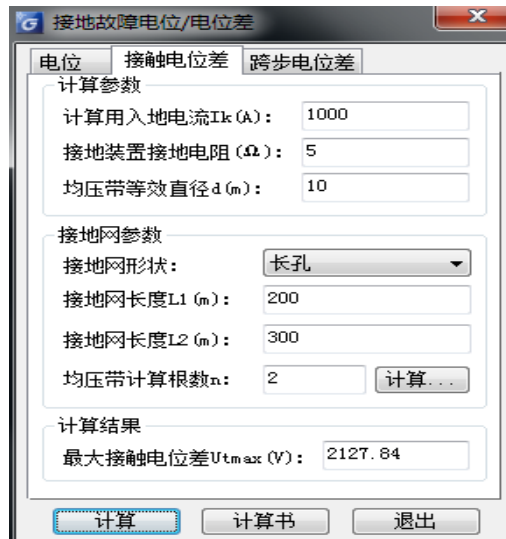 接地故障电位/电位差
电位 接触电位差 跨步电位差
计算参数
计算用入地电流Ik(A): 1000
接地装置接地电阻(Ω): 5
均压带等效直径d(m): 10
接地网参数
接地网形状: 长孔
接地网长度L1(m): 200
接地网长度L2(m): 300
均压带计算根数n: 2 计算...
计算结果
最大接触电位差Utmax(V): 2127.84
计算 计算书 退出